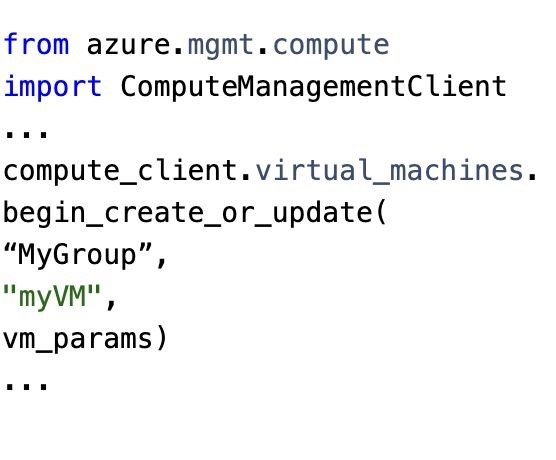 from azure.mgmt.compute
import ComputeManagementClient
...
compute_client.virtual_machines.
begin_create_or_update(
“MyGroup”,
"myVM",
vm_params)
...